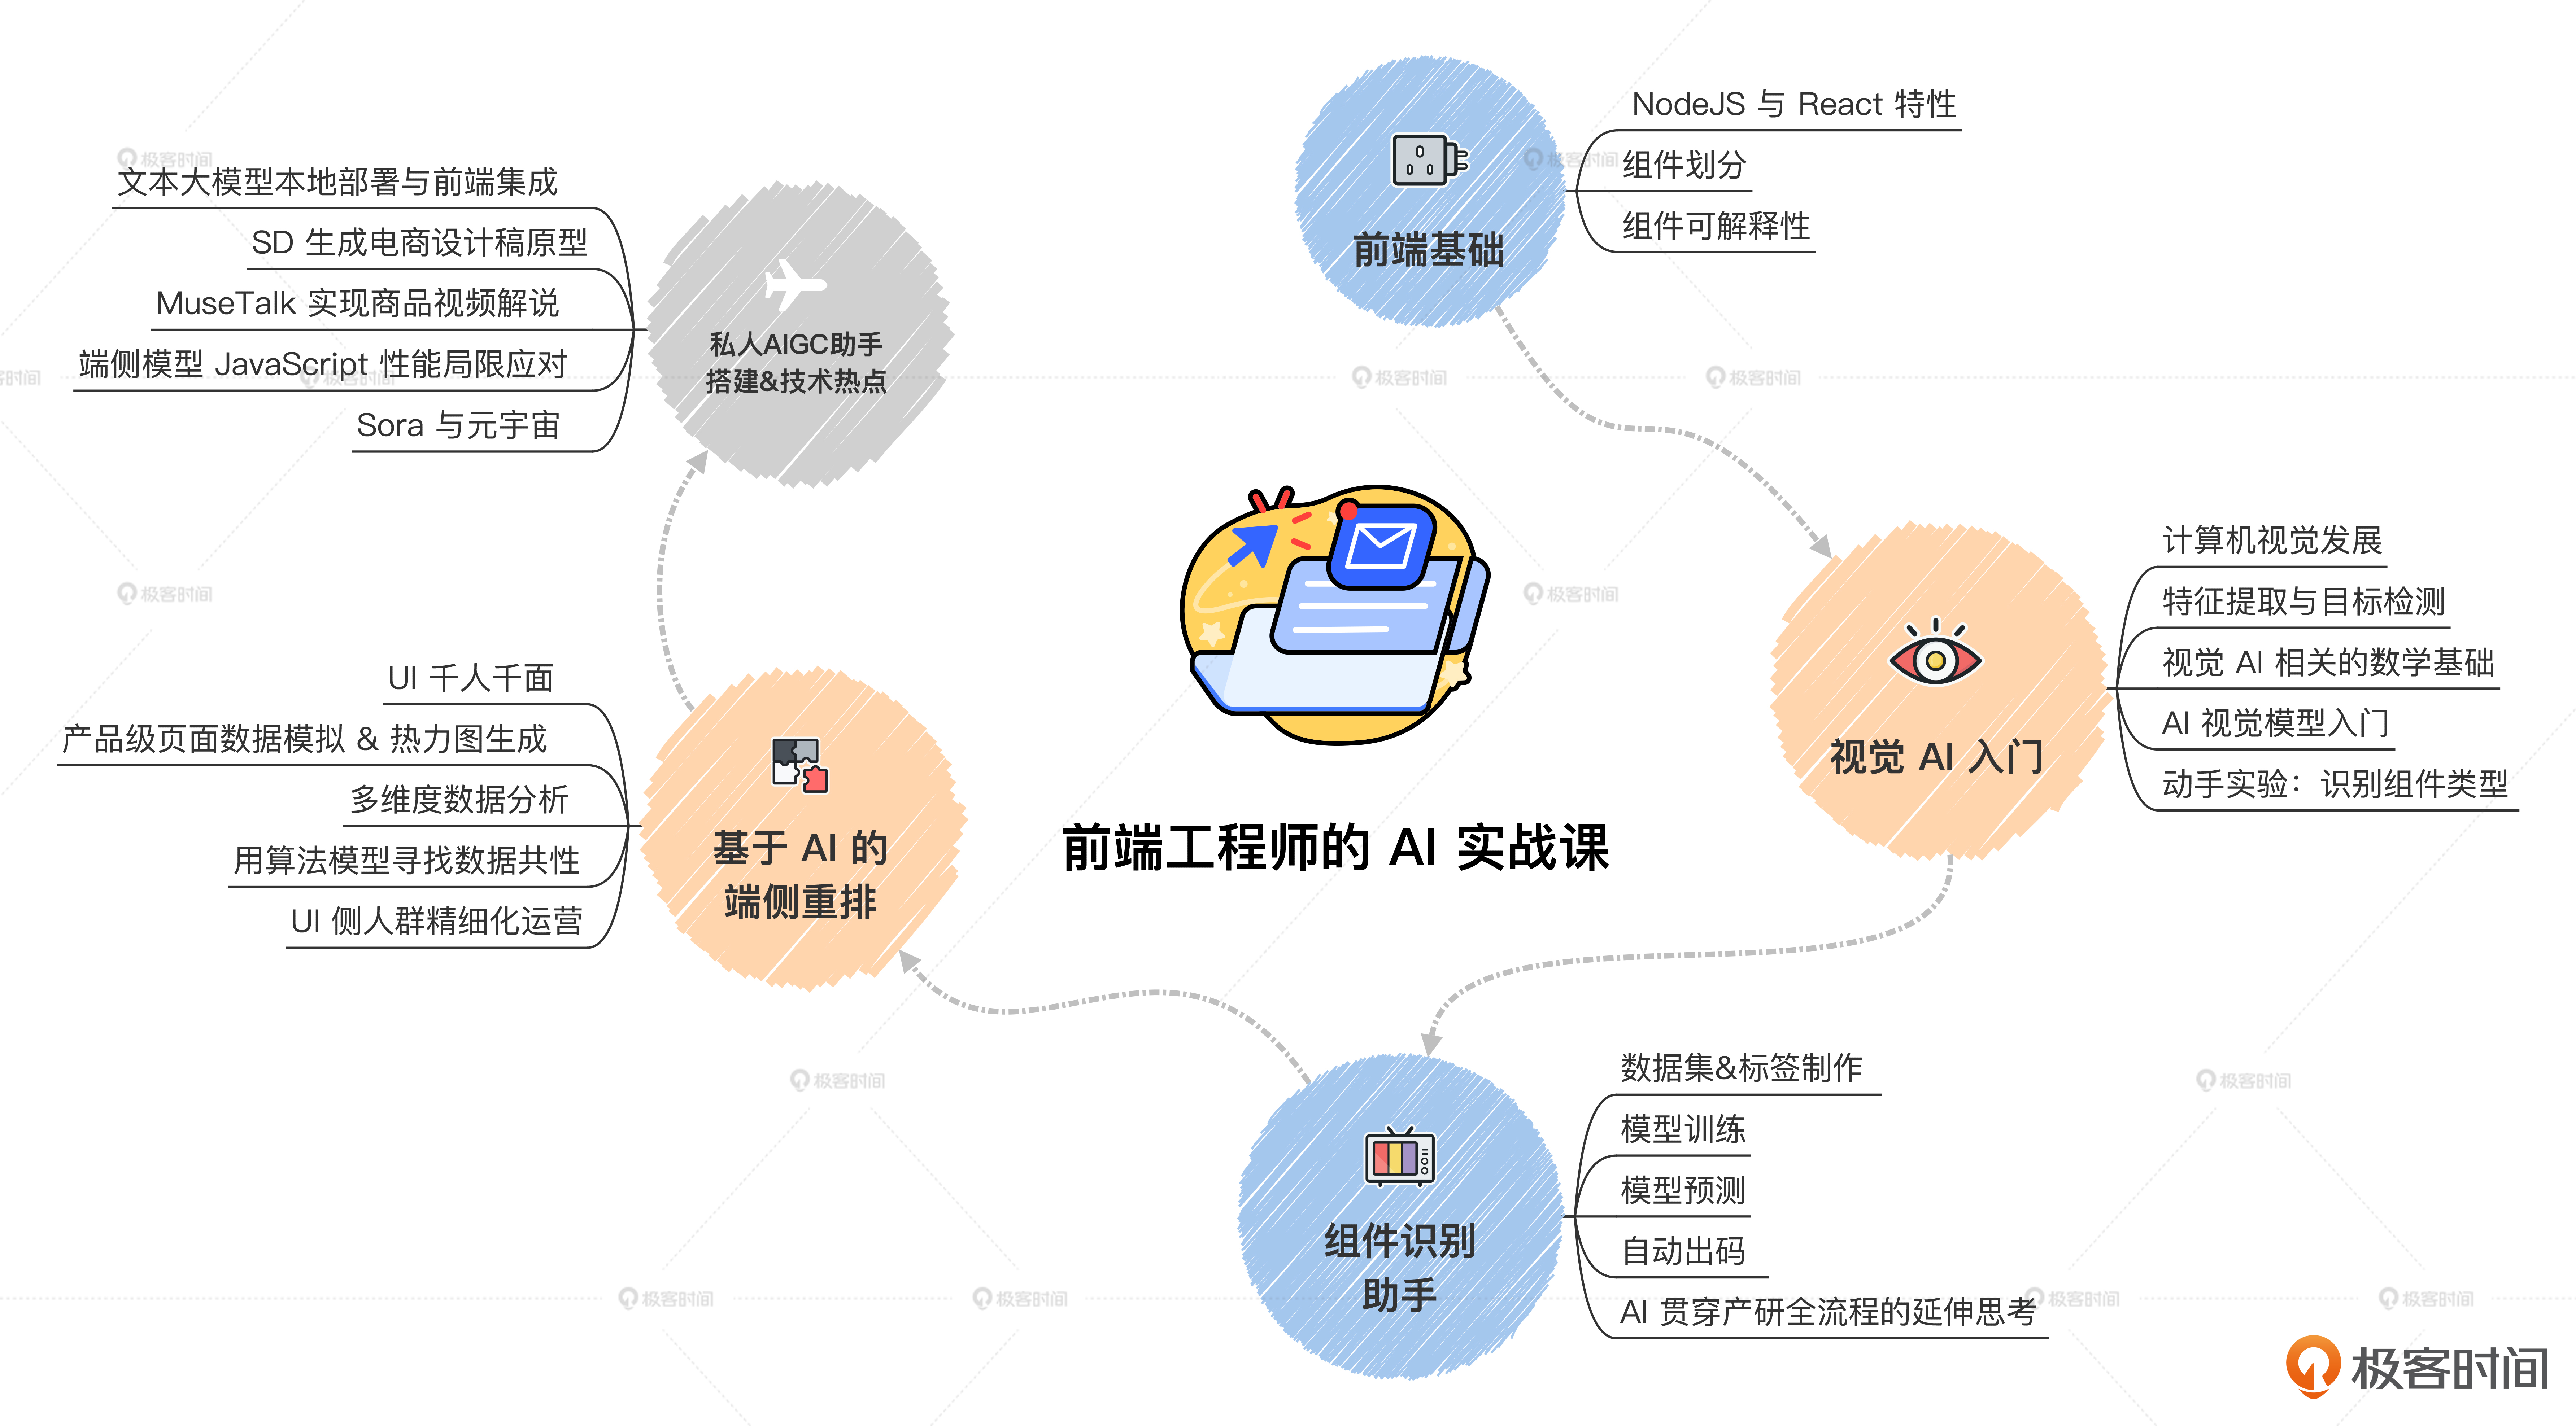 前端工程师的 AI 实战课
前端基础
NodeJS 与 React 特性
组件划分
组件可解释性
视觉 AI 入门
计算机视觉发展
特征提取与目标检测
视觉 AI 相关的数学基础
AI 视觉模型入门
动手实验：识别组件类型
组件识别
助手
数据集&标签制作
模型训练
模型预测
自动出码
AI 贯穿产研全流程的延伸思考
基于 AI 的
端侧重排
UI 千人千面
产品级页面数据模拟 & 热力图生成
多维度数据分析
用算法模型寻找数据共性
UI 侧人群精细化运营
私人AIGC助手
搭建&技术热点
文本大模型本地部署与前端集成
SD 生成电商设计稿原型
MuseTalk 实现商品视频解说
端侧模型 JavaScript 性能局限应对
Sora 与元宇宙
极客时间